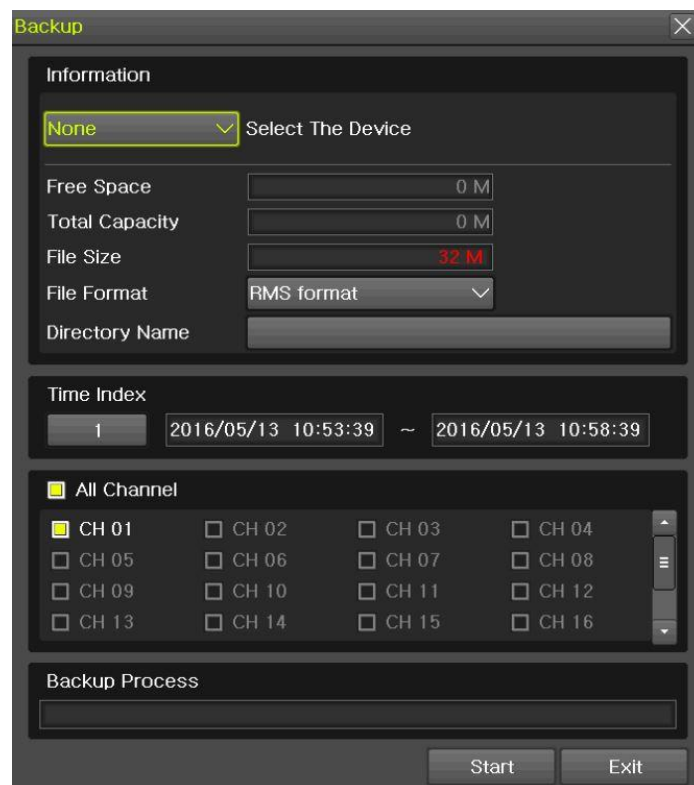 Backup
Information
None Select The Device
Free Space 0 M
Total Capacity 0 M
File Size 32 M
File Format RMS format
Directory Name
Time Index
1 2016/05/13 10:53:39 ~ 2016/05/13 10:58:39
All Channel
CH 01 CH 02 CH 03 CH 04
CH 05 CH 06 CH 07 CH 08
CH 09 CH 10 CH 11 CH 12
CH 13 CH 14 CH 15 CH 16
Backup Process
Start Exit